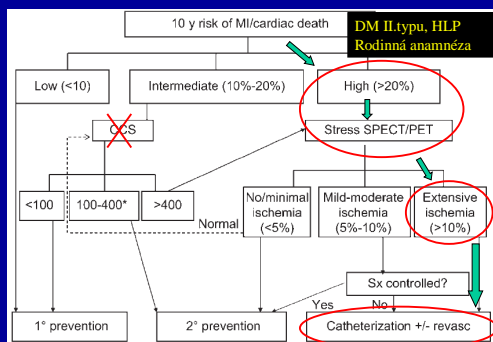 10 y risk of MI/cardiac death
DM II.typu, HLP
Rodinná anamnéza
Low (<10)
Intermediate (10%-20%)
High (>20%)
CCS
Stress SPECT/PET
<100
100-400*
>400
Normal
No/minimal
ischemia
(<5%)
Mild-moderate
ischemia
(5%-10%)
Extensive
ischemia
(>10%)
Sx controlled?
Yes
No
1° prevention
2° prevention
Catheterization +/- revasc